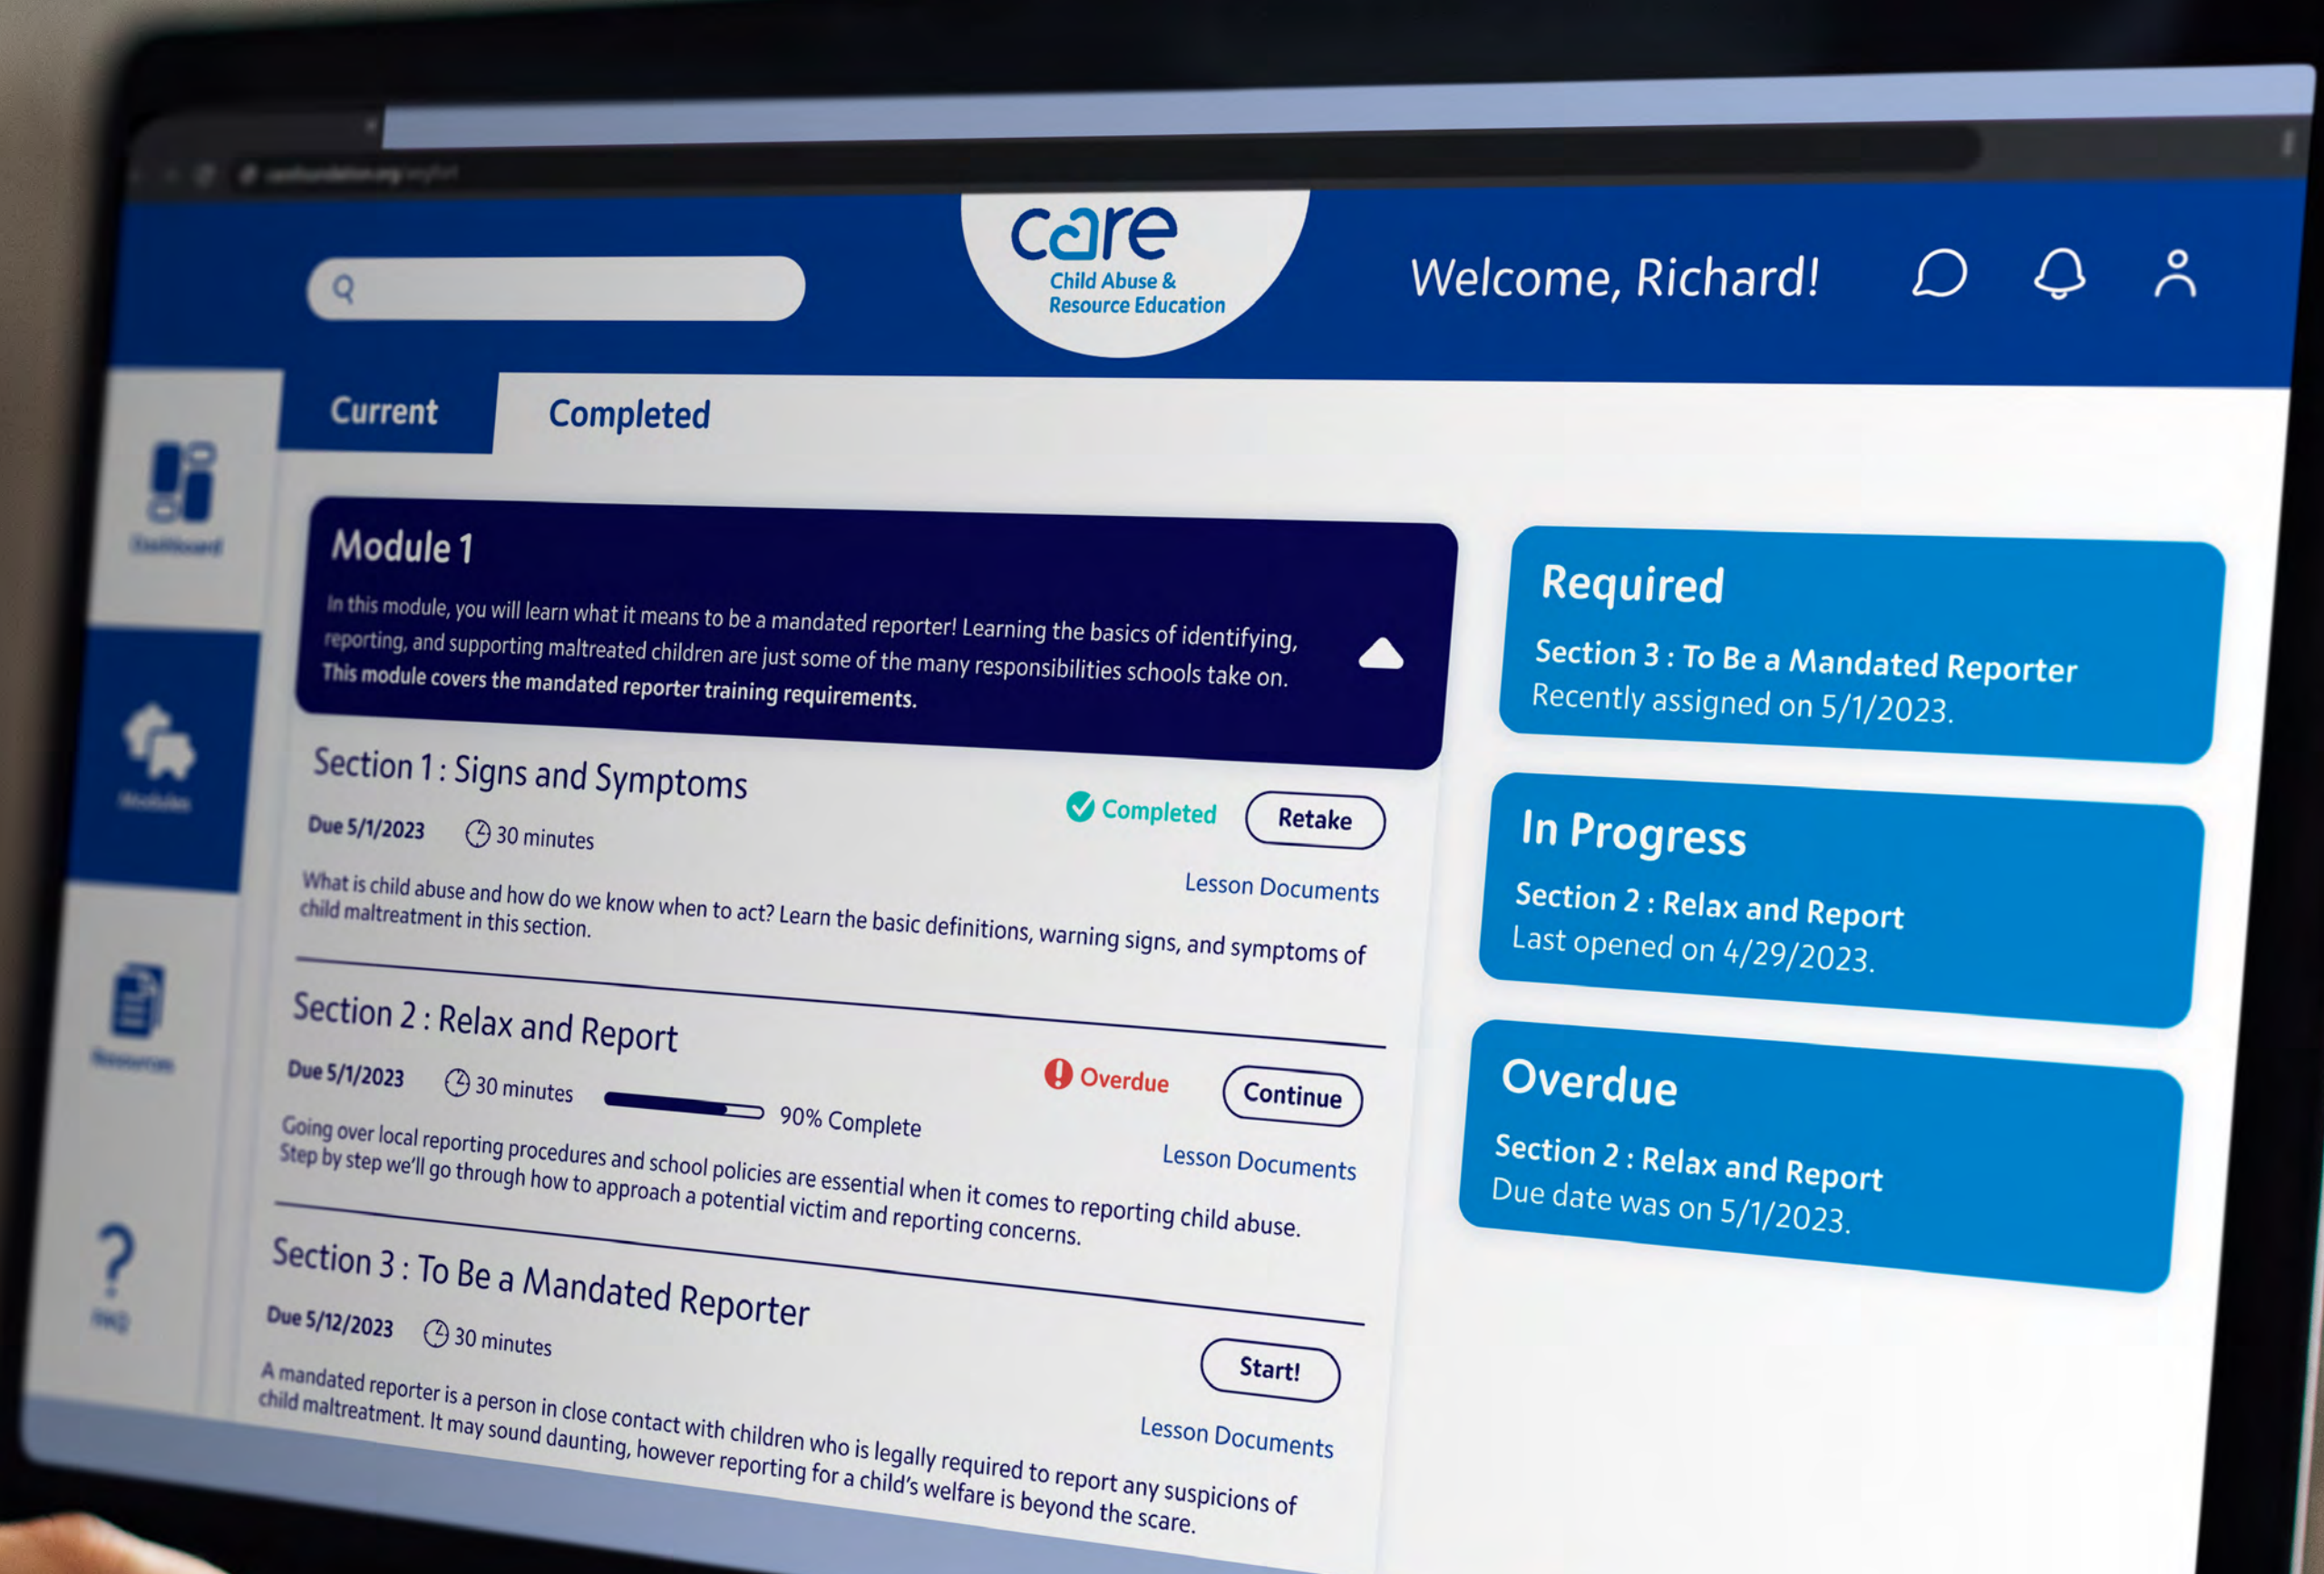 care
Child Abuse &
Resource Education
Welcome, Richard!
Current
Completed
Dashboard
Modules
Resources
FAQ
Module 1
In this module, you will learn what it means to be a mandated reporter! Learning the basics of identifying,
reporting, and supporting maltreated children are just some of the many responsibilities schools take on.
This module covers the mandated reporter training requirements.
Section 1 : Signs and Symptoms
Completed
Retake
Due 5/1/2023
30 minutes
Lesson Documents
What is child abuse and how do we know when to act? Learn the basic definitions, warning signs, and symptoms of
child maltreatment in this section.
Section 2 : Relax and Report
Overdue
Continue
Due 5/1/2023
30 minutes
90% Complete
Lesson Documents
Going over local reporting procedures and school policies are essential when it comes to reporting child abuse.
Step by step we'll go through how to approach a potential victim and reporting concerns.
Section 3 : To Be a Mandated Reporter
Start!
Due 5/12/2023
30 minutes
Lesson Documents
A mandated reporter is a person in close contact with children who is legally required to report any suspicions of
child maltreatment. It may sound daunting, however reporting for a child's welfare is beyond the scare.
Required
Section 3 : To Be a Mandated Reporter
Recently assigned on 5/1/2023.
In Progress
Section 2 : Relax and Report
Last opened on 4/29/2023.
Overdue
Section 2 : Relax and Report
Due date was on 5/1/2023.